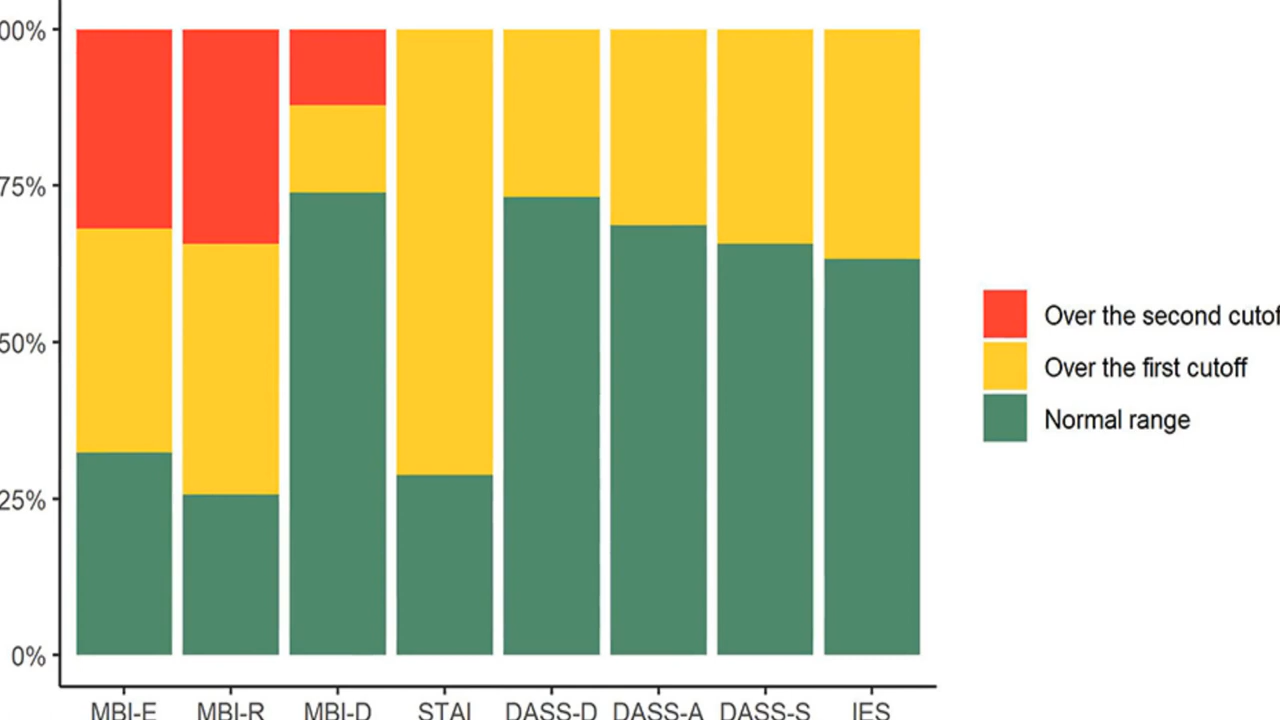 00%
75%
50%
25%
0%
MBI-E MBI-R MBI-D STAI DASS-D DASS-A DASS-S IES
Over the second cutof
Over the first cutoff
Normal range